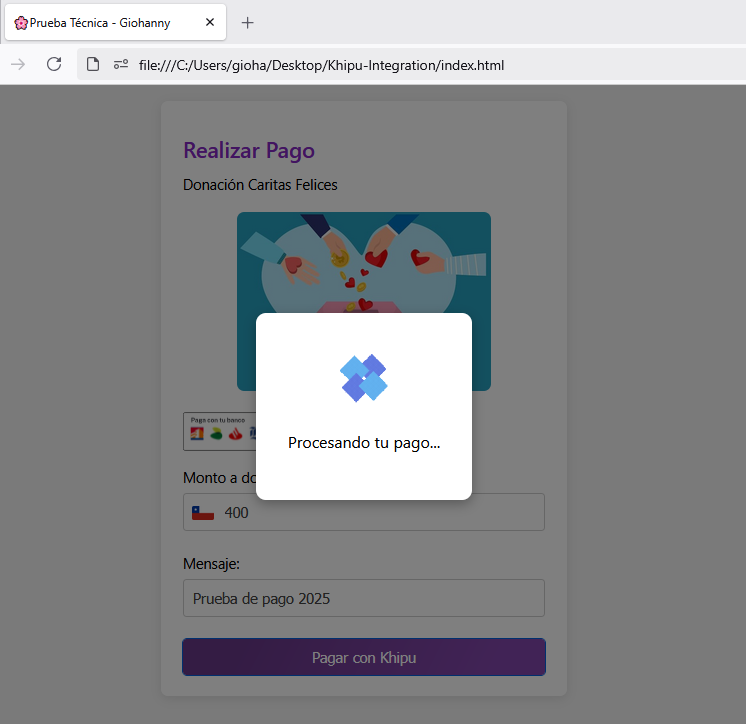 Prueba Técnica - Giohanny
file:///C:/Users/gioha/Desktop/Khipu-Integration/index.html
Realizar Pago
Donación Caritas Felices
Procesando tu pago...
Paga con tu banco
Monto a do
400
Mensaje:
Prueba de pago 2025
Pagar con Khipu